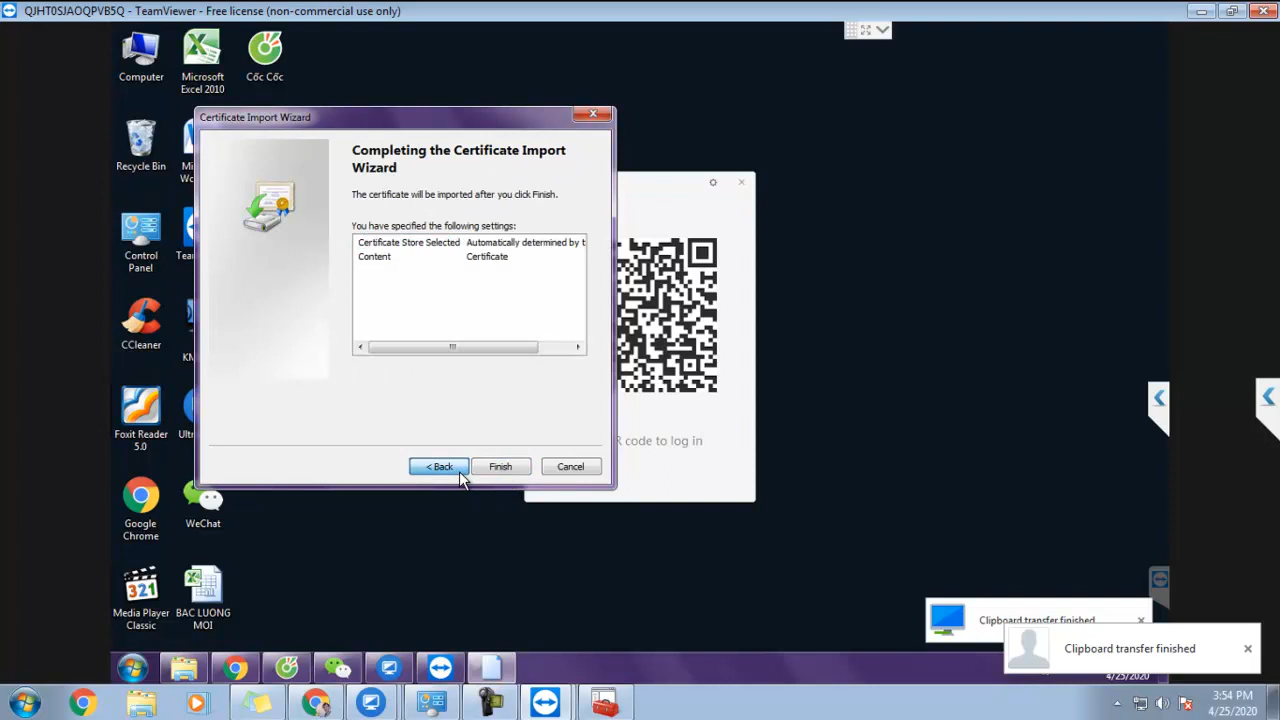 QJHT0SJAOQPVB5Q - TeamViewer - Free license (non-commercial use only)
Computer
Microsoft
Excel 2010
Cốc Cốc
Recycle Bin
Control
Panel
CCleaner
Foxit Reader
5.0
Google
Chrome
WeChat
Media Player
Classic
BAC LUONG
MOI
Certificate Import Wizard
Completing the Certificate Import
Wizard
The certificate will be imported after you click Finish.
You have specified the following settings:
Certificate Store Selected Automatically determined by t
Content Certificate
< Back Finish Cancel
R code to log in
Clipboard transfer finished
Clipboard transfer finished
4/25/2020
3:54 PM
4/25/2020